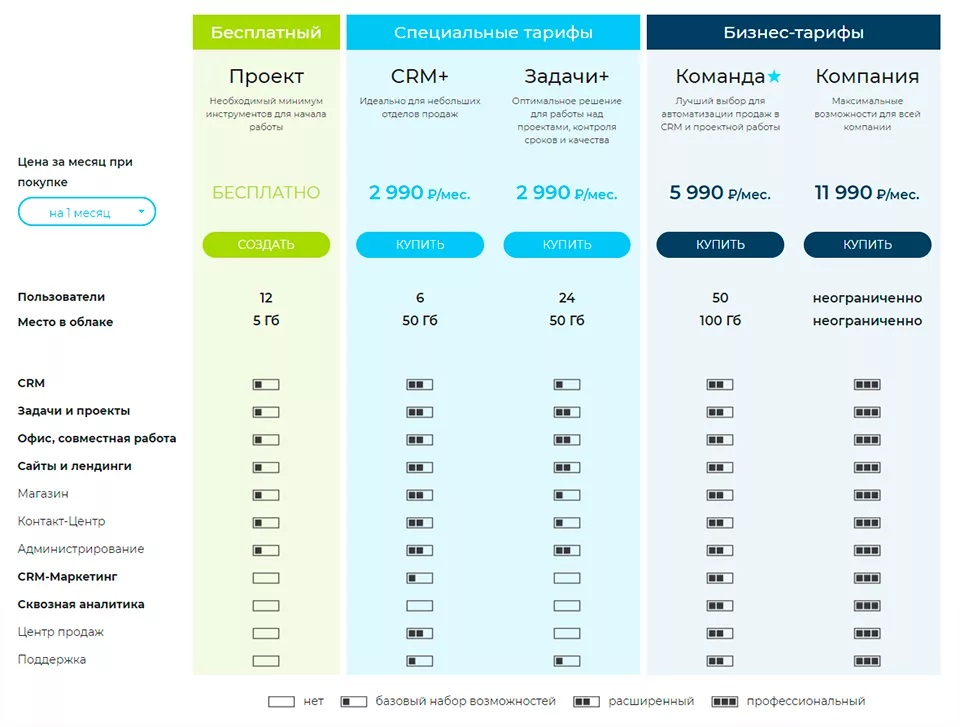 Бесплатный
Специальные тарифы
Бизнес-тарифы
Проект
Необходимый минимум
инструментов для начала
работы
CRM+
Идеально для небольших
отделов продаж
Задачи+
Оптимальное решение
для работы над
проектами, контроля
сроков и качества
Команда
Лучший выбор для
автоматизации продаж в
CRM и проектной работы
Компания
Максимальные
возможности для всей
компании
Цена за месяц при
покупке
на 1 месяц
БЕСПЛАТНО
2 990 ₽/мес.
2 990 ₽/мес.
5 990 ₽/мес.
11 990 ₽/мес.
СОЗДАТЬ
КУПИТЬ
КУПИТЬ
КУПИТЬ
КУПИТЬ
Пользователи 12 6 24 50 неограниченно
Место в облаке 5 Гб 50 Гб 50 Гб 100 Гб неограниченно
CRM
Задачи и проекты
Офис, совместная работа
Сайты и лендинги
Магазин
Контакт-Центр
Администрирование
CRM-Маркетинг
Сквозная аналитика
Центр продаж
Поддержка
нет базовый набор возможностей расширенный профессиональный